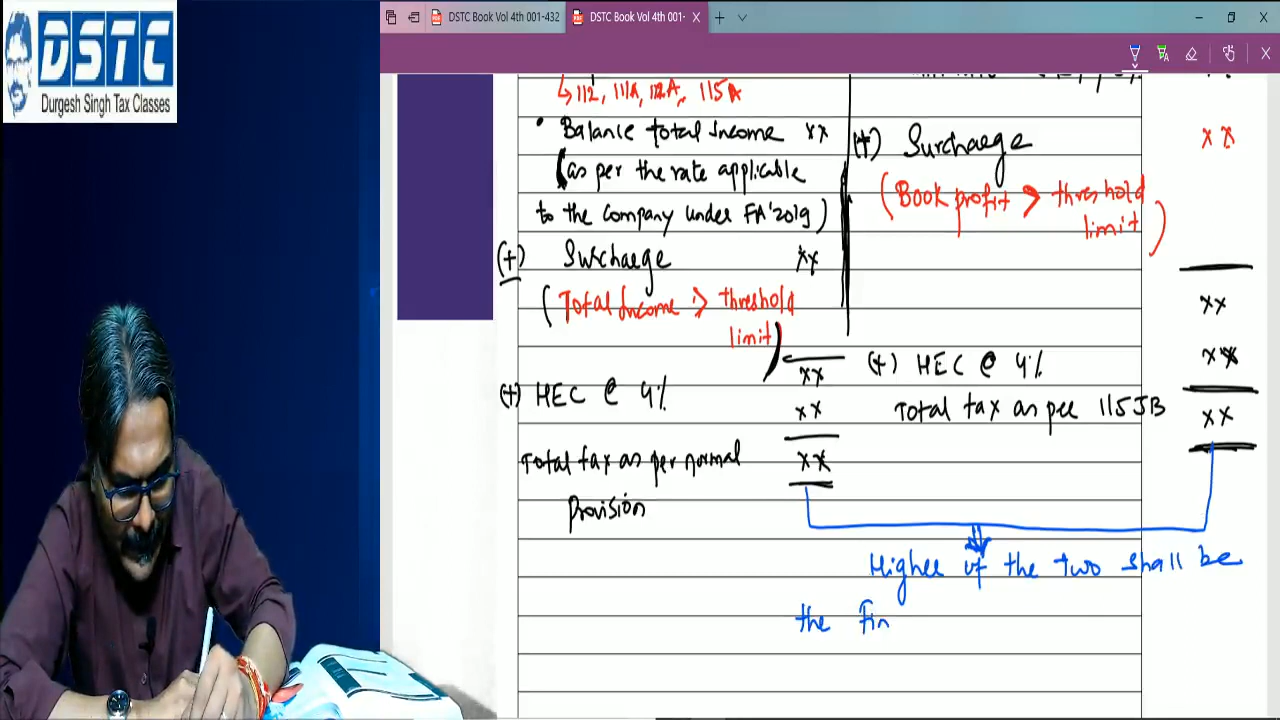 DSTC
Durgesh Singh Tax Classes
DSTC Book Vol 4th 001-432
DSTC Book Vol 4th 001-
↳ 112, 111A, 112A, 115A
• Balance total Income xx
(as per the rate applicable
to the Company under FA'2019)
(+) Surcharge xx
(Total Income > threshold
limit)
xx
(+) HEC @ 4%
xx
Total tax as per normal
xx
Provision
xx
(+) Surcharge
(Book profit > threshold
limit)
xx
(+) HEC @ 4%
xx
Total tax as per 115JB
xx
Higher of the two shall be
the Fin